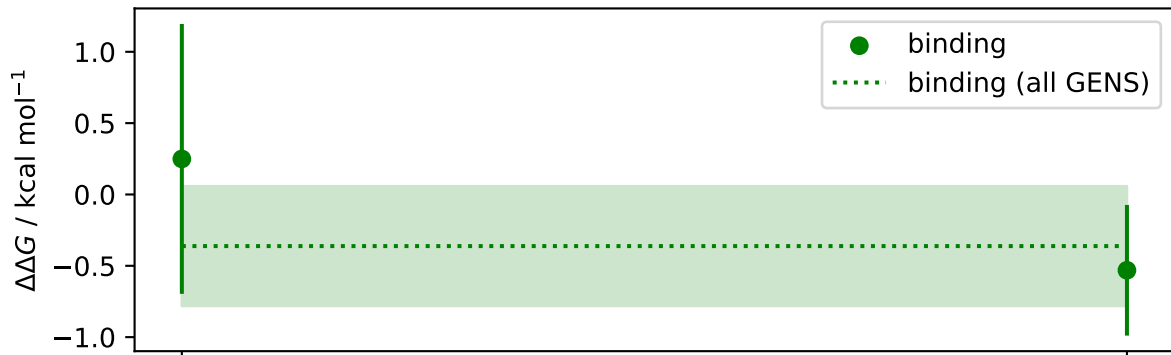 1.0
0.5
0.0
−0.5
−1.0
ΔΔG / kcal mol⁻¹
binding
binding (all GENS)